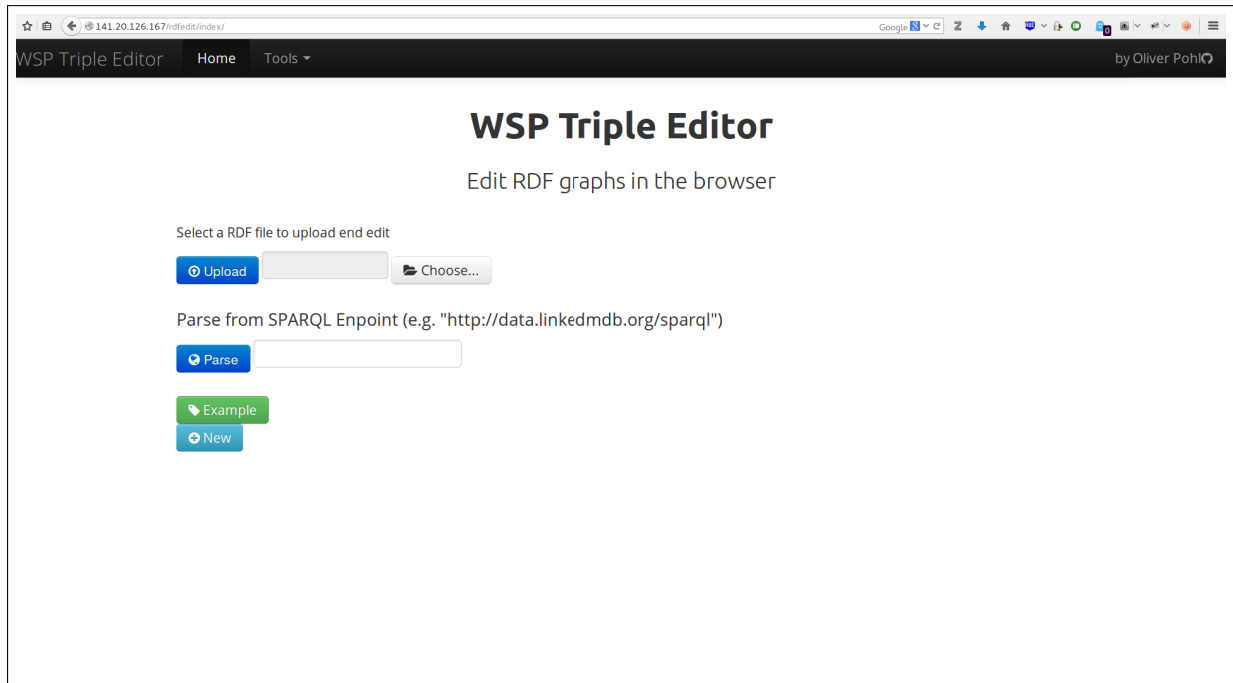 141.20.126.167/rdfedit/index/
Google
0
WSP Triple Editor Home Tools by Oliver Pohl
WSP Triple Editor
Edit RDF graphs in the browser
Select a RDF file to upload end edit
Upload Choose...
Parse from SPARQL Enpoint (e.g. "http://data.linkedmdb.org/sparql")
Parse
Example
New